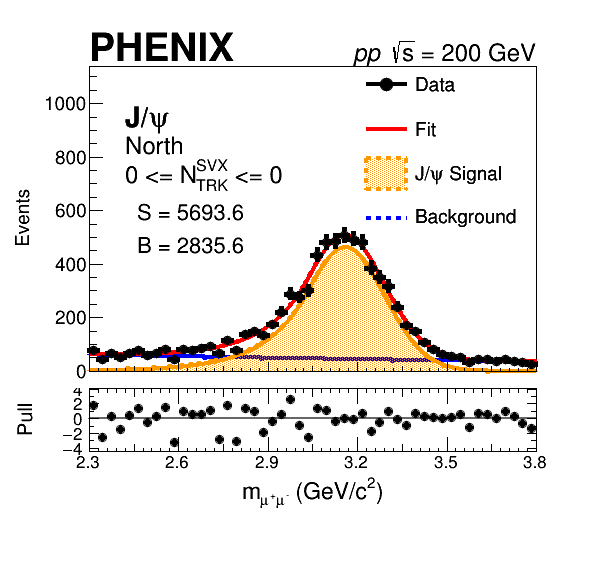 PHENIX
pp √s = 200 GeV
Data
Fit
J/ψ Signal
Background
J/ψ
North
0 <= N^SVX_TRK <= 0
S = 5693.6
B = 2835.6
Events
1000
800
600
400
200
0
Pull
4
2
0
−2
−4
2.3 2.6 2.9 3.2 3.5 3.8
m_μ⁺μ⁻ (GeV/c²)